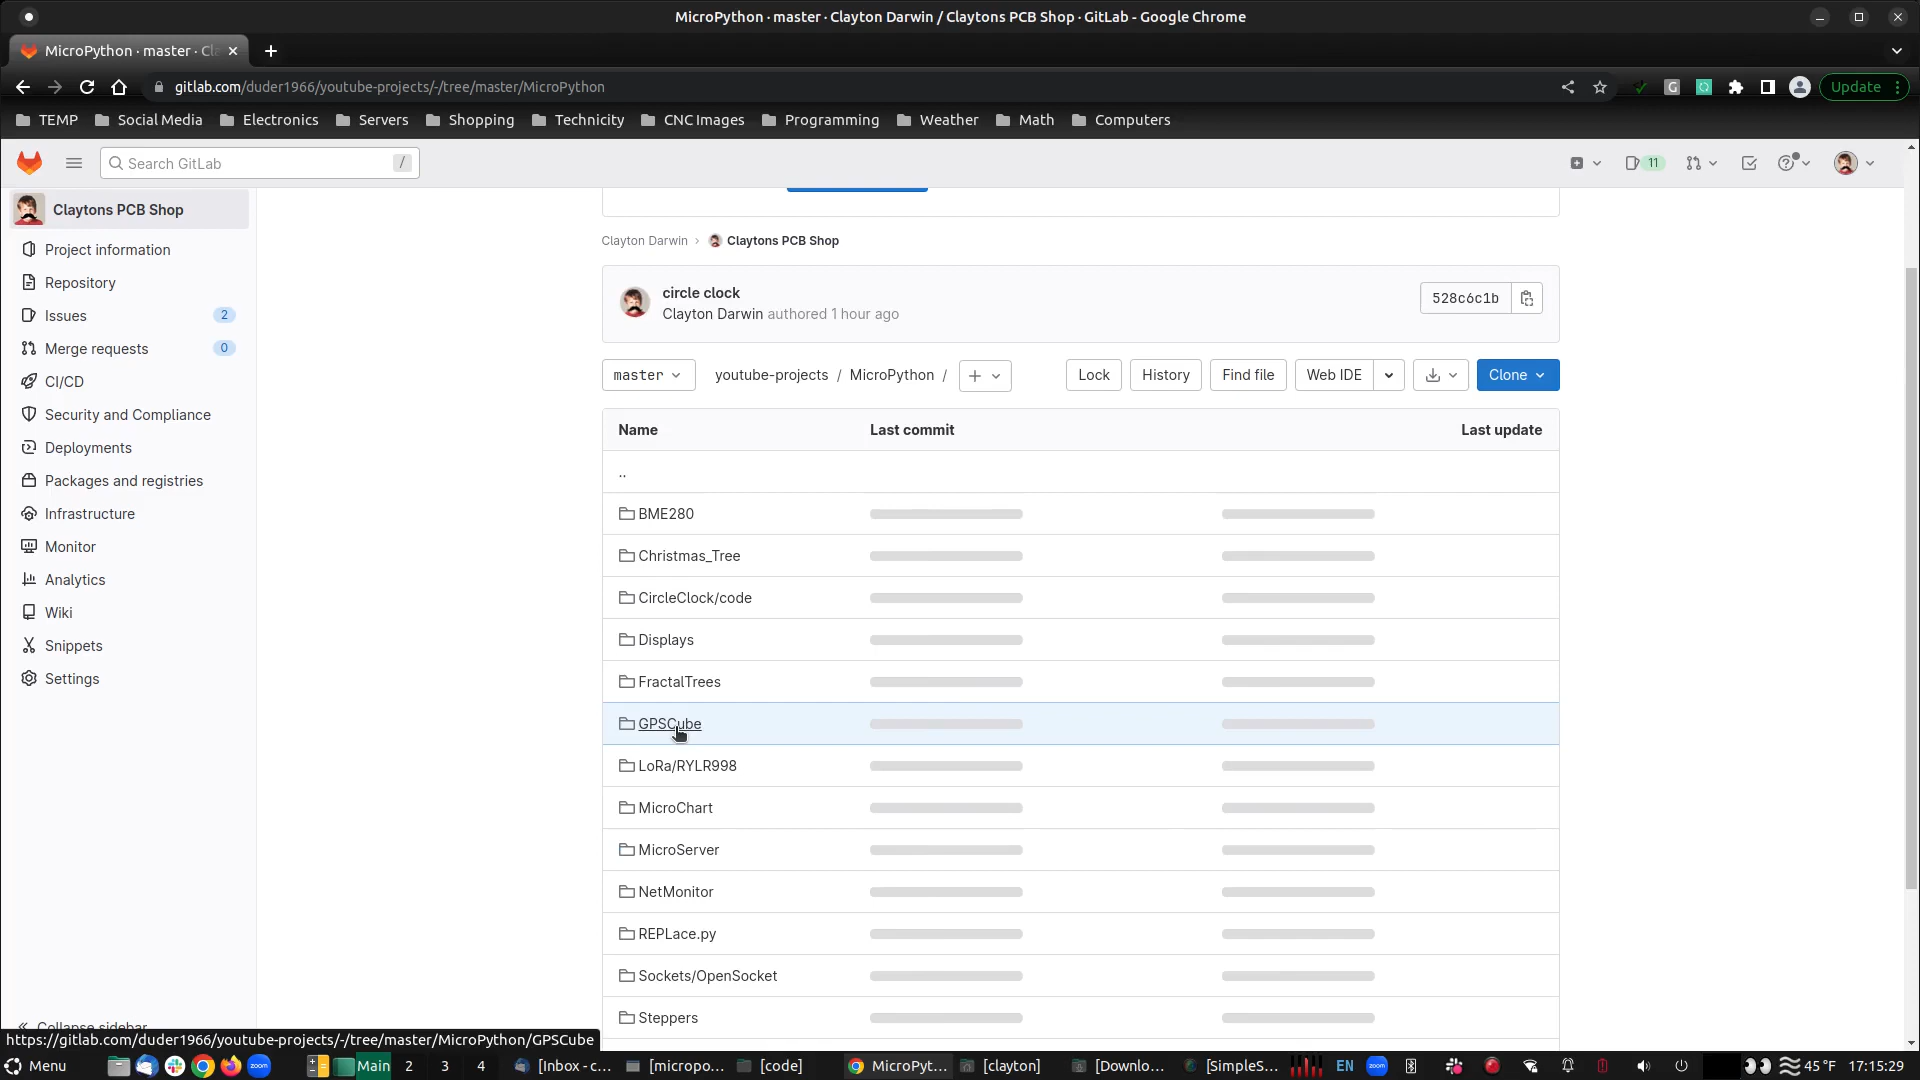 MicroPython · master · Clayton Darwin / Claytons PCB Shop · GitLab - Google Chrome
MicroPython · master · Cl
gitlab.com/duder1966/youtube-projects/-/tree/master/MicroPython
Update
TEMP
Social Media
Electronics
Servers
Shopping
Technicity
CNC Images
Programming
Weather
Math
Computers
Search GitLab
/
11
Claytons PCB Shop
Project information
Repository
Issues
2
Merge requests
0
CI/CD
Security and Compliance
Deployments
Packages and registries
Infrastructure
Monitor
Analytics
Wiki
Snippets
Settings
Collapse sidebar
Clayton Darwin › Claytons PCB Shop
circle clock
Clayton Darwin authored 1 hour ago
528c6c1b
master
youtube-projects / MicroPython /
Lock
History
Find file
Web IDE
Clone
Name
Last commit
Last update
..
BME280
Christmas_Tree
CircleClock/code
Displays
FractalTrees
GPSCube
LoRa/RYLR998
MicroChart
MicroServer
NetMonitor
REPLace.py
Sockets/OpenSocket
Steppers
https://gitlab.com/duder1966/youtube-projects/-/tree/master/MicroPython/GPSCube
Menu
zoom
Main
2
3
4
[Inbox - c...
[micropo...
[code]
MicroPyt...
[clayton]
[Downlo...
[SimpleS...
EN
zoom
45 °F
17:15:29